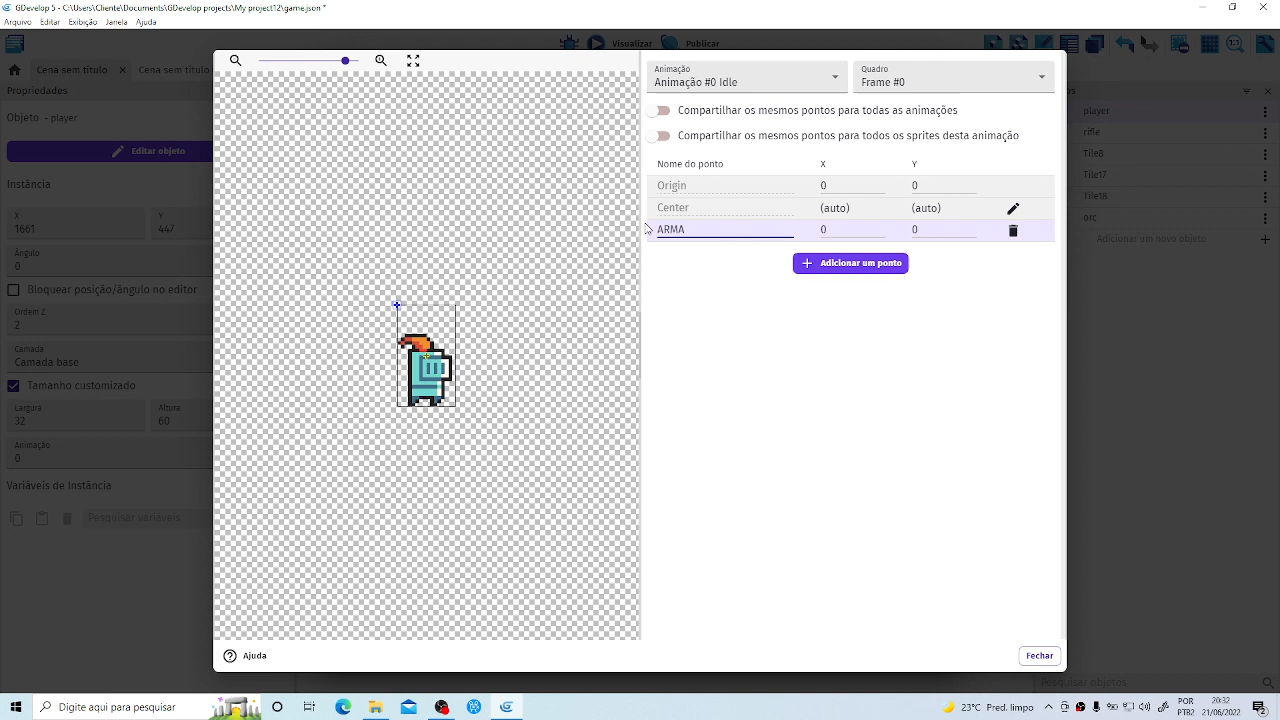 GDevelop 5 - C:\Users\Cliente\Documents\GDevelop projects\My project12\game.json *
Arquivo Editar Exibição Janela Ajuda
Visualizar Publicar
Cena sem título Cena sem título
Propriedades
Objeto - player
Editar objeto
Instância
X Y
1661 447
Ângulo
0
Bloquear posição/ângulo no editor
Ordem Z
2
Camada
Camada base
Tamanho customizado
Largura Altura
32 60
Animação
0
Variáveis de Instância
Pesquisar variáveis
Animação Quadro
Animação #0 Idle Frame #0
Compartilhar os mesmos pontos para todas as animações
Compartilhar os mesmos pontos para todos os sprites desta animação
Nome do ponto X Y
Origin 0 0
Center (auto) (auto)
ARMA 0 0
Adicionar um ponto
Ajuda
Fechar
player
rifle
Tile8
Tile17
Tile18
orc
Adicionar um novo objeto
Pesquisar objetos
Digite aqui para pesquisar
23°C Pred. limpo
POR 20:32
PTB2 21/06/2022
2